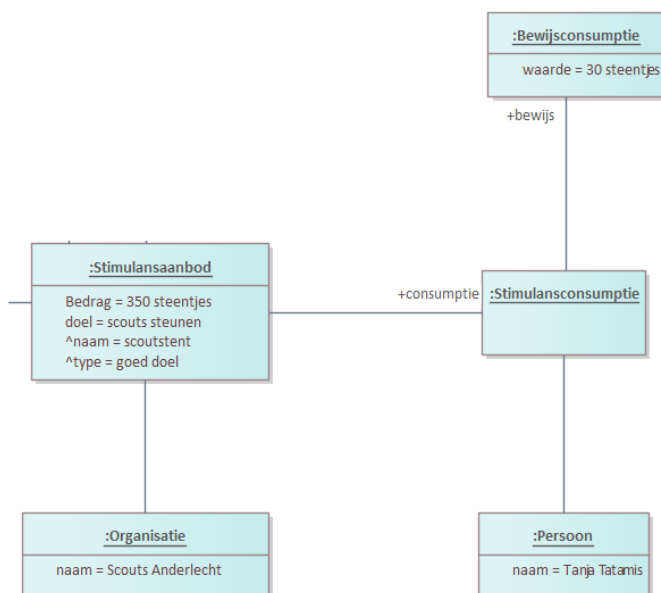 :Bewijsconsumptie
waarde = 30 steentjes
+bewijs
:Stimulansaanbod
Bedrag = 350 steentjes
doel = scouts steunen
^naam = scoutstent
^type = goed doel
+consumptie
:Stimulansconsumptie
:Organisatie
naam = Scouts Anderlecht
:Persoon
naam = Tanja Tatamis